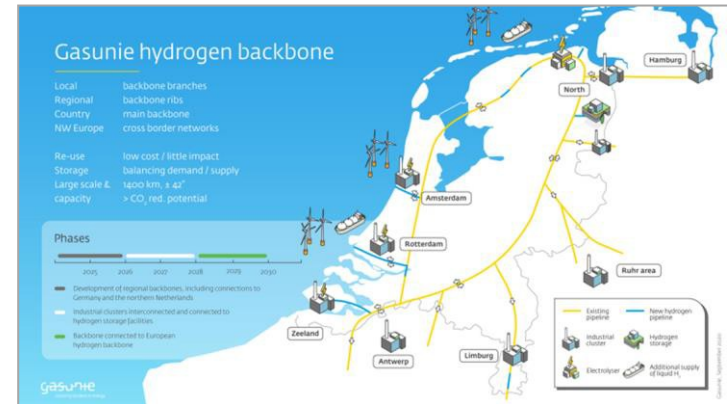 Gasunie hydrogen backbone
Local backbone branches
Regional backbone ribs
Country main backbone
NW Europe cross border networks
Re-use low cost / little impact
Storage balancing demand / supply
Large scale & 1400 km, ± 42"
capacity > CO₂ red. potential
Phases
2025 2026 2027 2028 2029 2030
Development of regional backbones, including connections to
Germany and the northern Netherlands
Industrial clusters interconnected and connected to
hydrogen storage facilities
Backbone connected to European
hydrogen backbone
gasunie
Hamburg
North
Amsterdam
Rotterdam
Zeeland
Antwerp
Limburg
Ruhr area
Existing pipeline
New hydrogen pipeline
Industrial cluster
Hydrogen storage
Electrolyser
Additional supply of liquid H₂